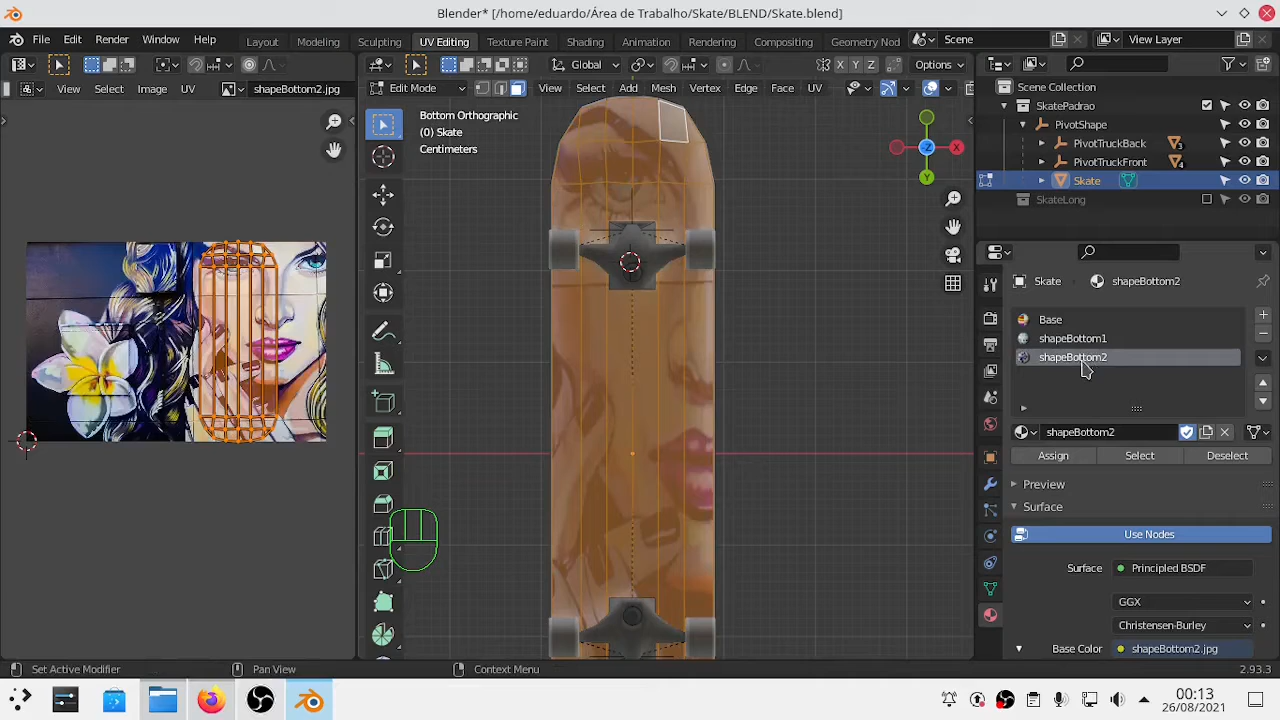 Blender* [/home/eduardo/Área de Trabalho/Skate/BLEND/Skate.blend]
File Edit Render Window Help Layout Modeling Sculpting UV Editing Texture Paint Shading Animation Rendering Compositing Geometry Nod Scene View Layer
Global X Y Z Options
View Select Image UV shapeBottom2.jpg Edit Mode View Select Add Mesh Vertex Edge Face UV
Bottom Orthographic
(0) Skate
Centimeters
X
-Z
Y
Scene Collection
SkatePadrao
PivotShape
PivotTruckBack 3
PivotTruckFront 4
Skate
SkateLong
Skate shapeBottom2
Base
shapeBottom1
shapeBottom2
shapeBottom2
Assign Select Deselect
Preview
Surface
Use Nodes
Surface Principled BSDF
GGX
Christensen-Burley
Base Color shapeBottom2.jpg
Set Active Modifier Pan View Context Menu 2.93.3
00:13
26/08/2021